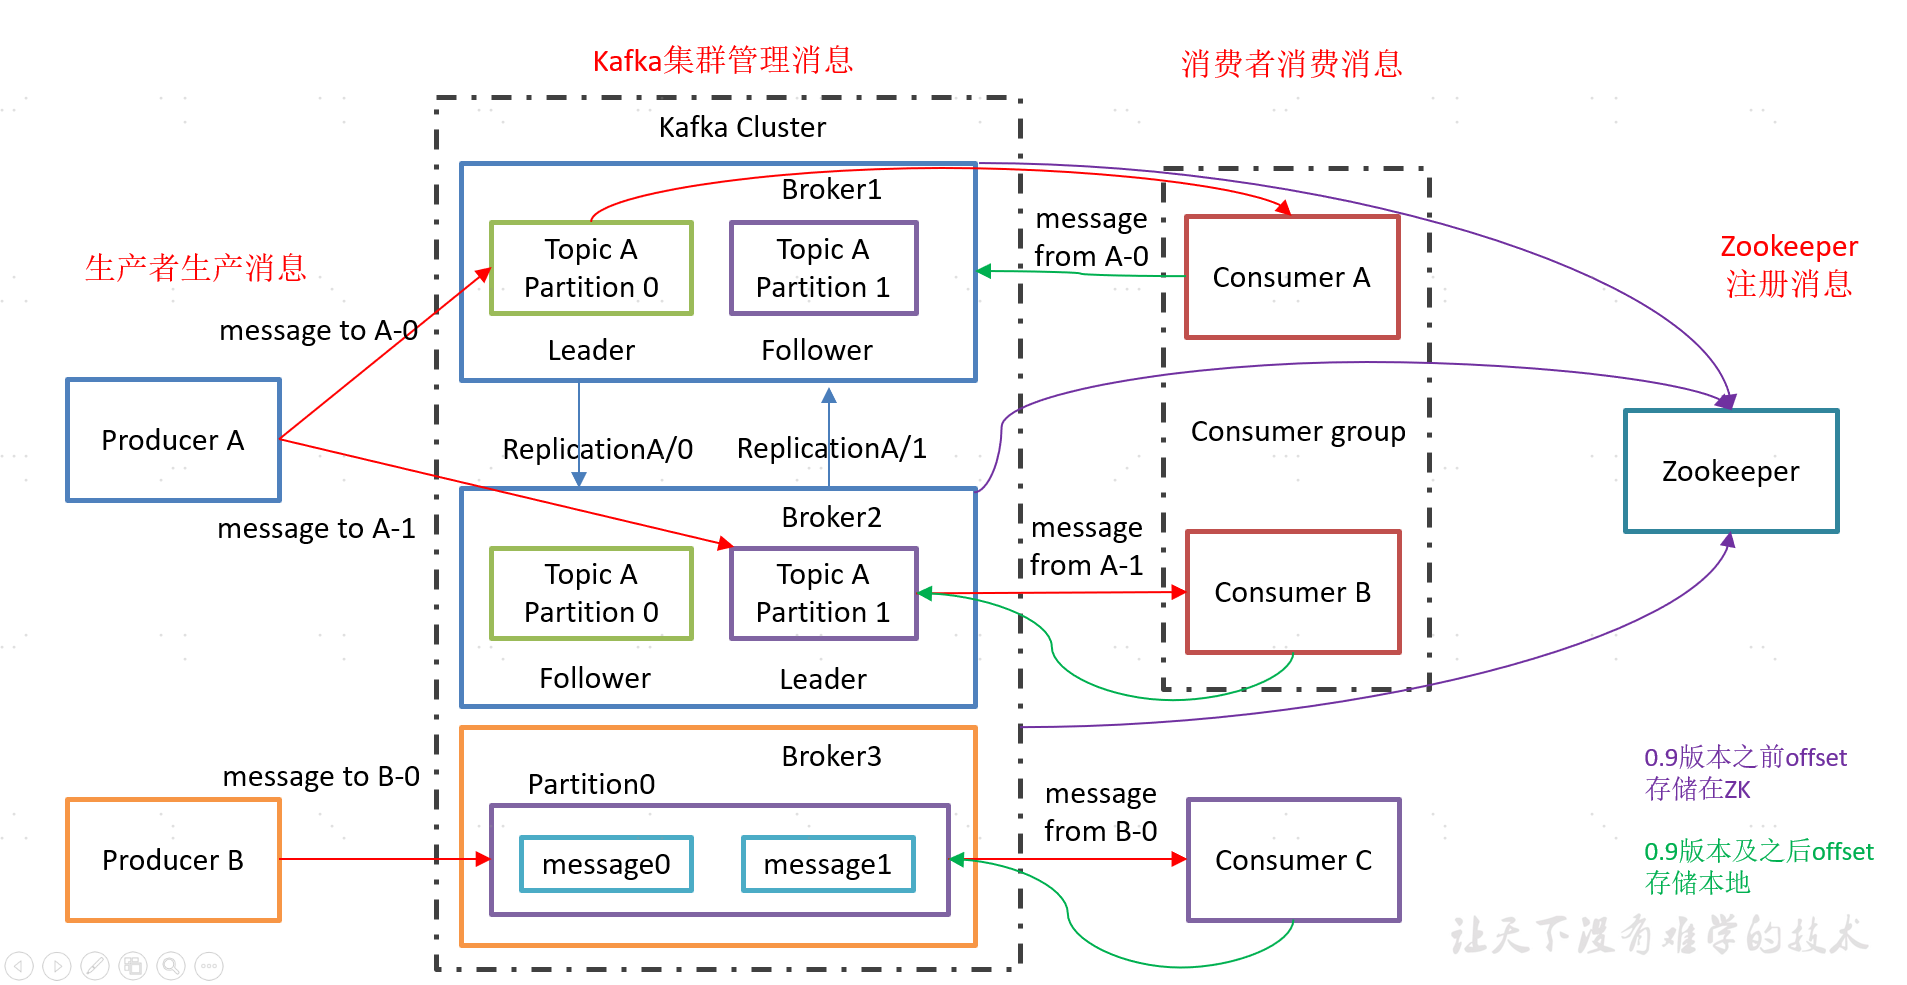 Kafka集群管理消息
消费者消费消息
Kafka Cluster
Broker1
Topic A
Partition 0
Topic A
Partition 1
Leader
Follower
message
from A-0
Consumer A
Zookeeper
注册消息
生产者生产消息
message to A-0
Producer A
message to A-1
ReplicationA/0
ReplicationA/1
Consumer group
Zookeeper
Broker2
Topic A
Partition 0
Topic A
Partition 1
Follower
Leader
message
from A-1
Consumer B
Broker3
Partition0
message0
message1
message to B-0
Producer B
message
from B-0
Consumer C
0.9版本之前offset
存储在ZK
0.9版本及之后offset
存储本地
让天下没有难学的技术